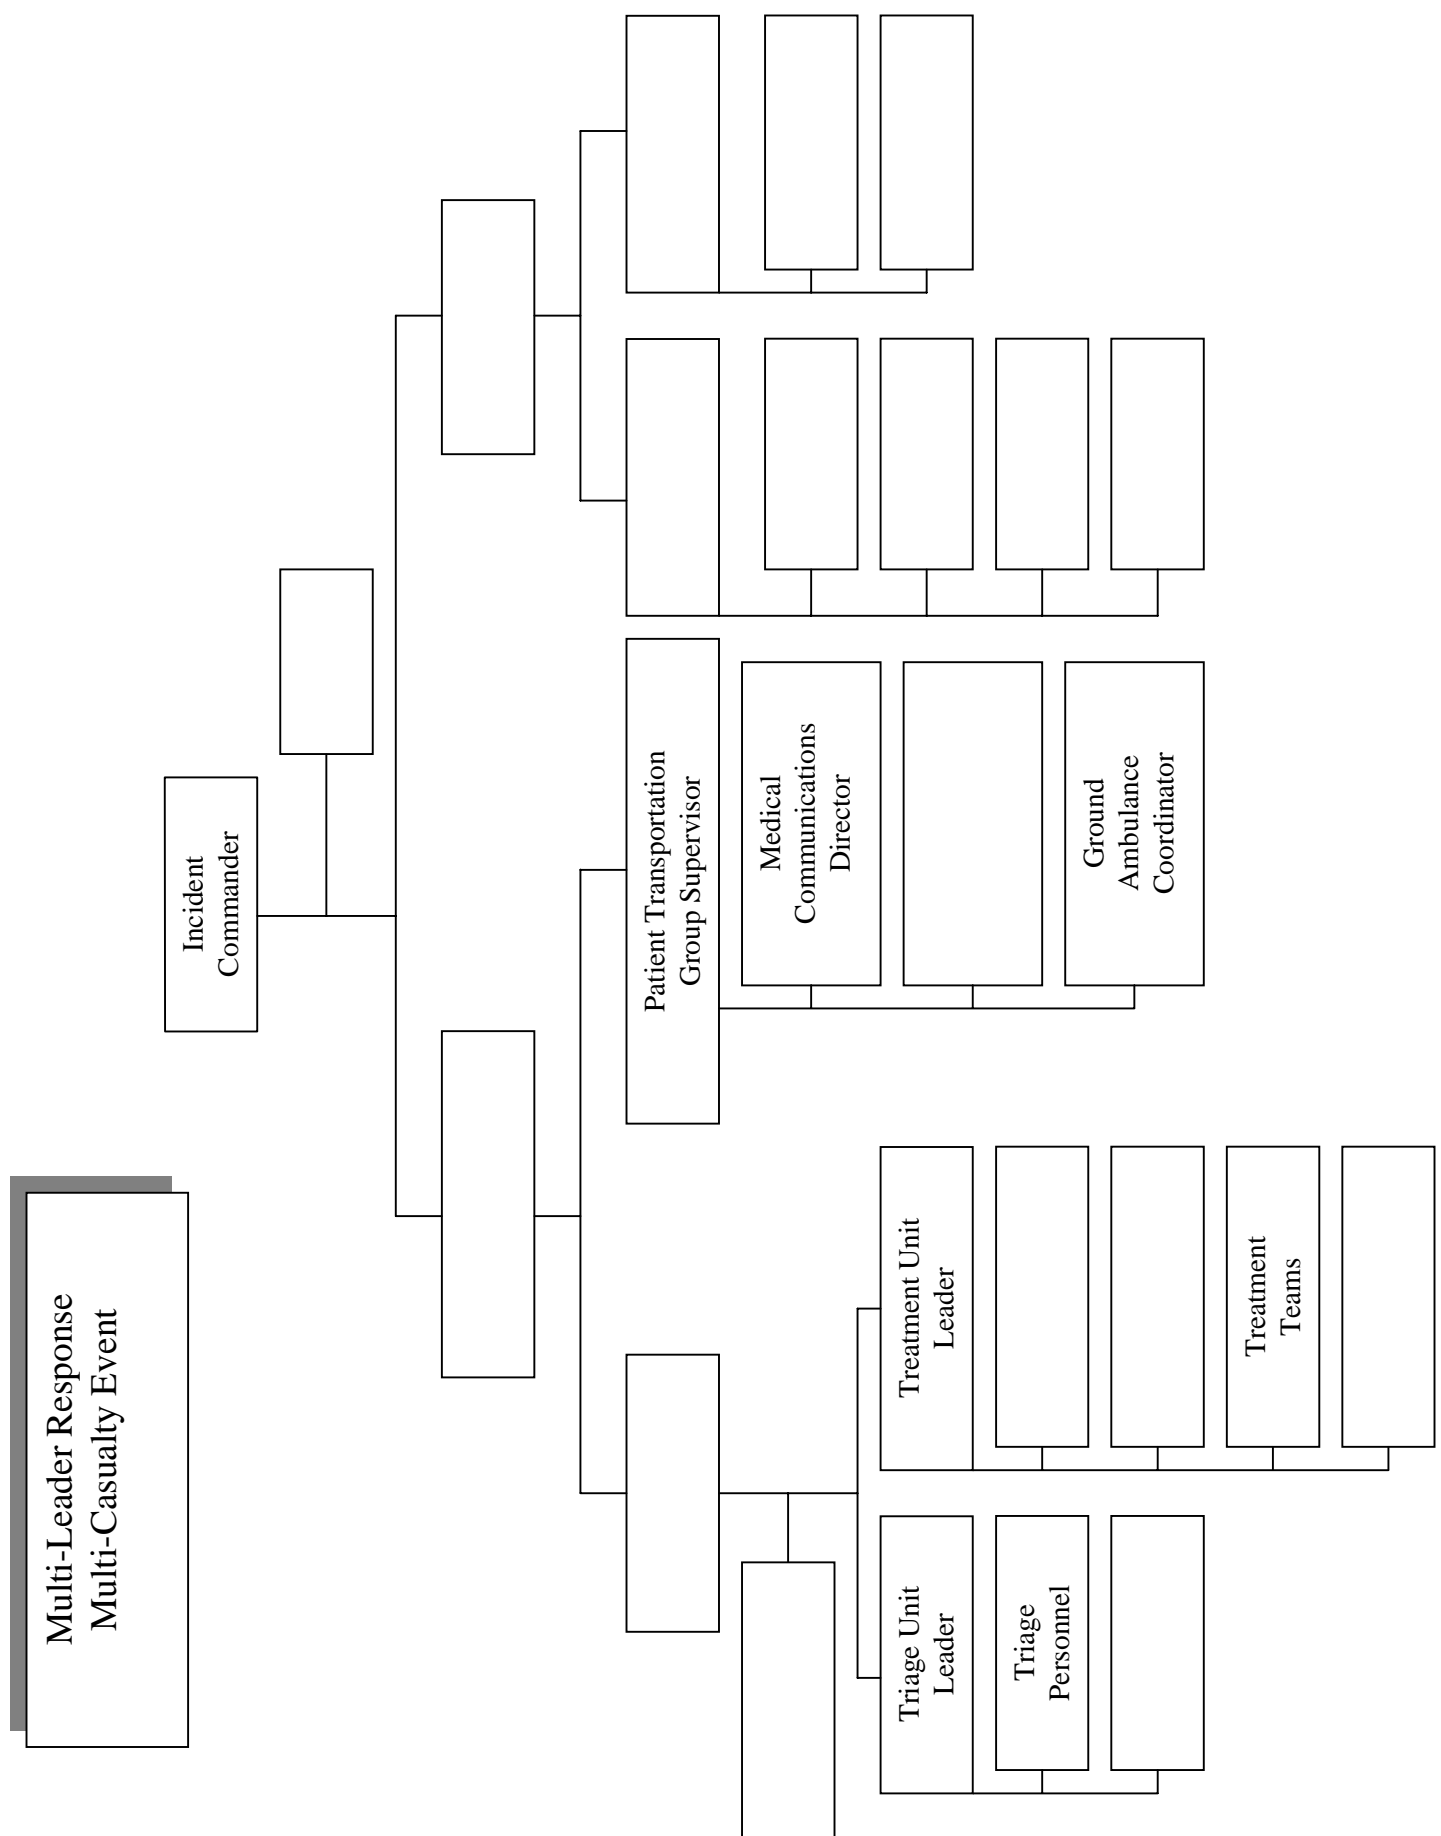 Multi-Leader Response
Multi-Casualty Event
Incident
Commander
Patient Transportation
Group Supervisor
Medical
Communications
Director
Ground
Ambulance
Coordinator
Triage Unit
Leader
Triage
Personnel
Treatment Unit
Leader
Treatment
Teams